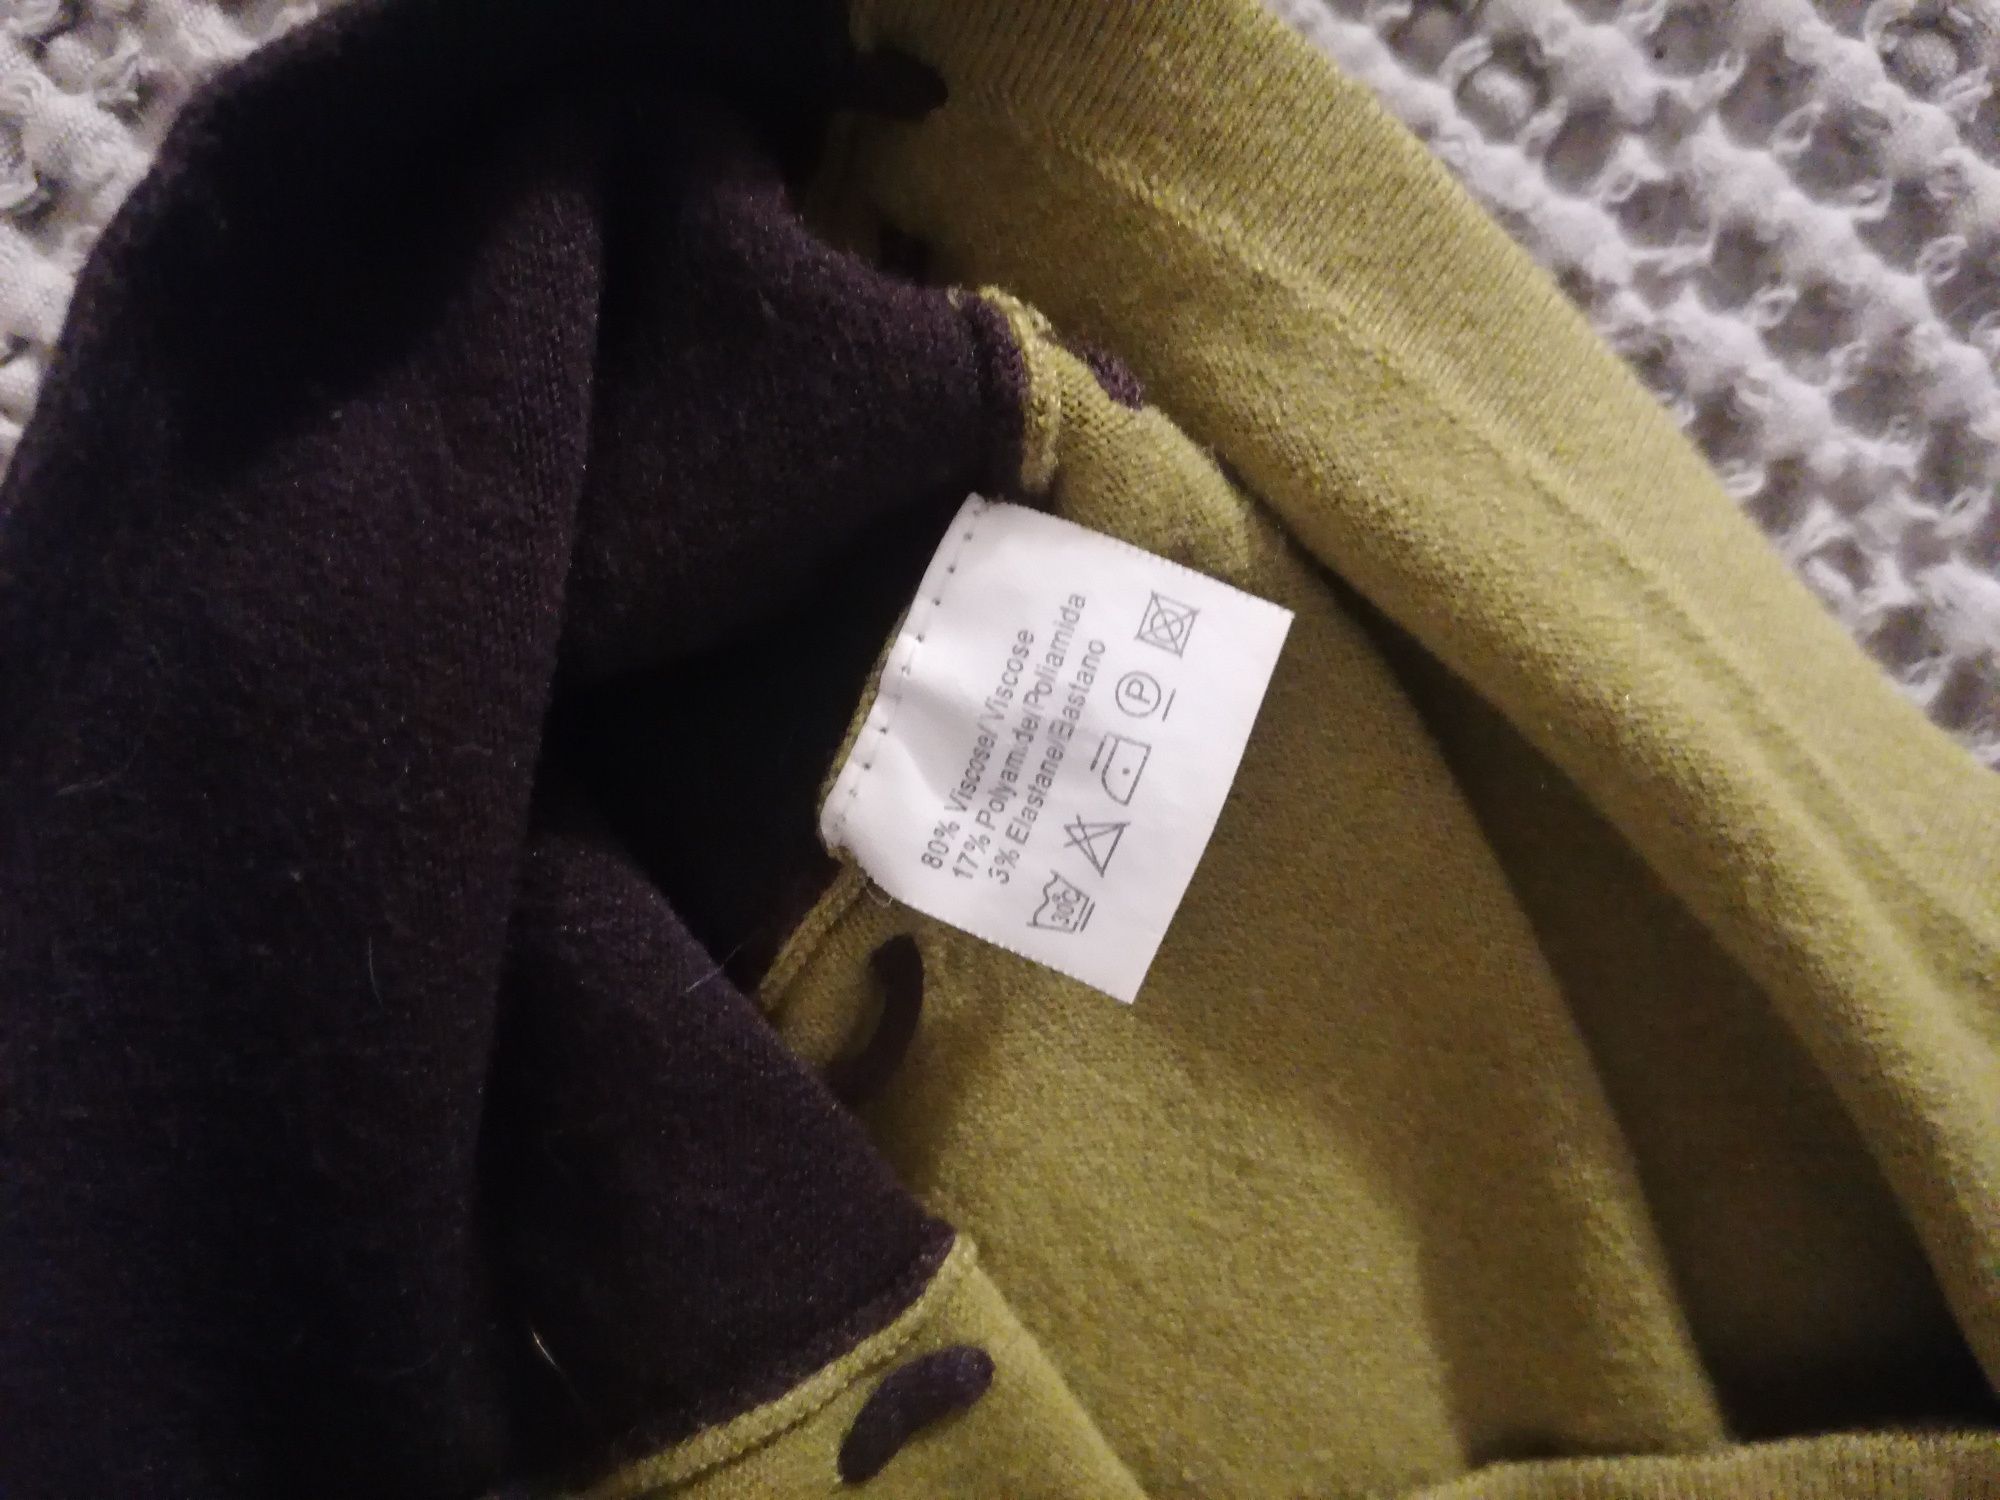 80% Viscose/Viscose
17% Polyamide/Poliamida
3% Elastane/Elastano
30°C P